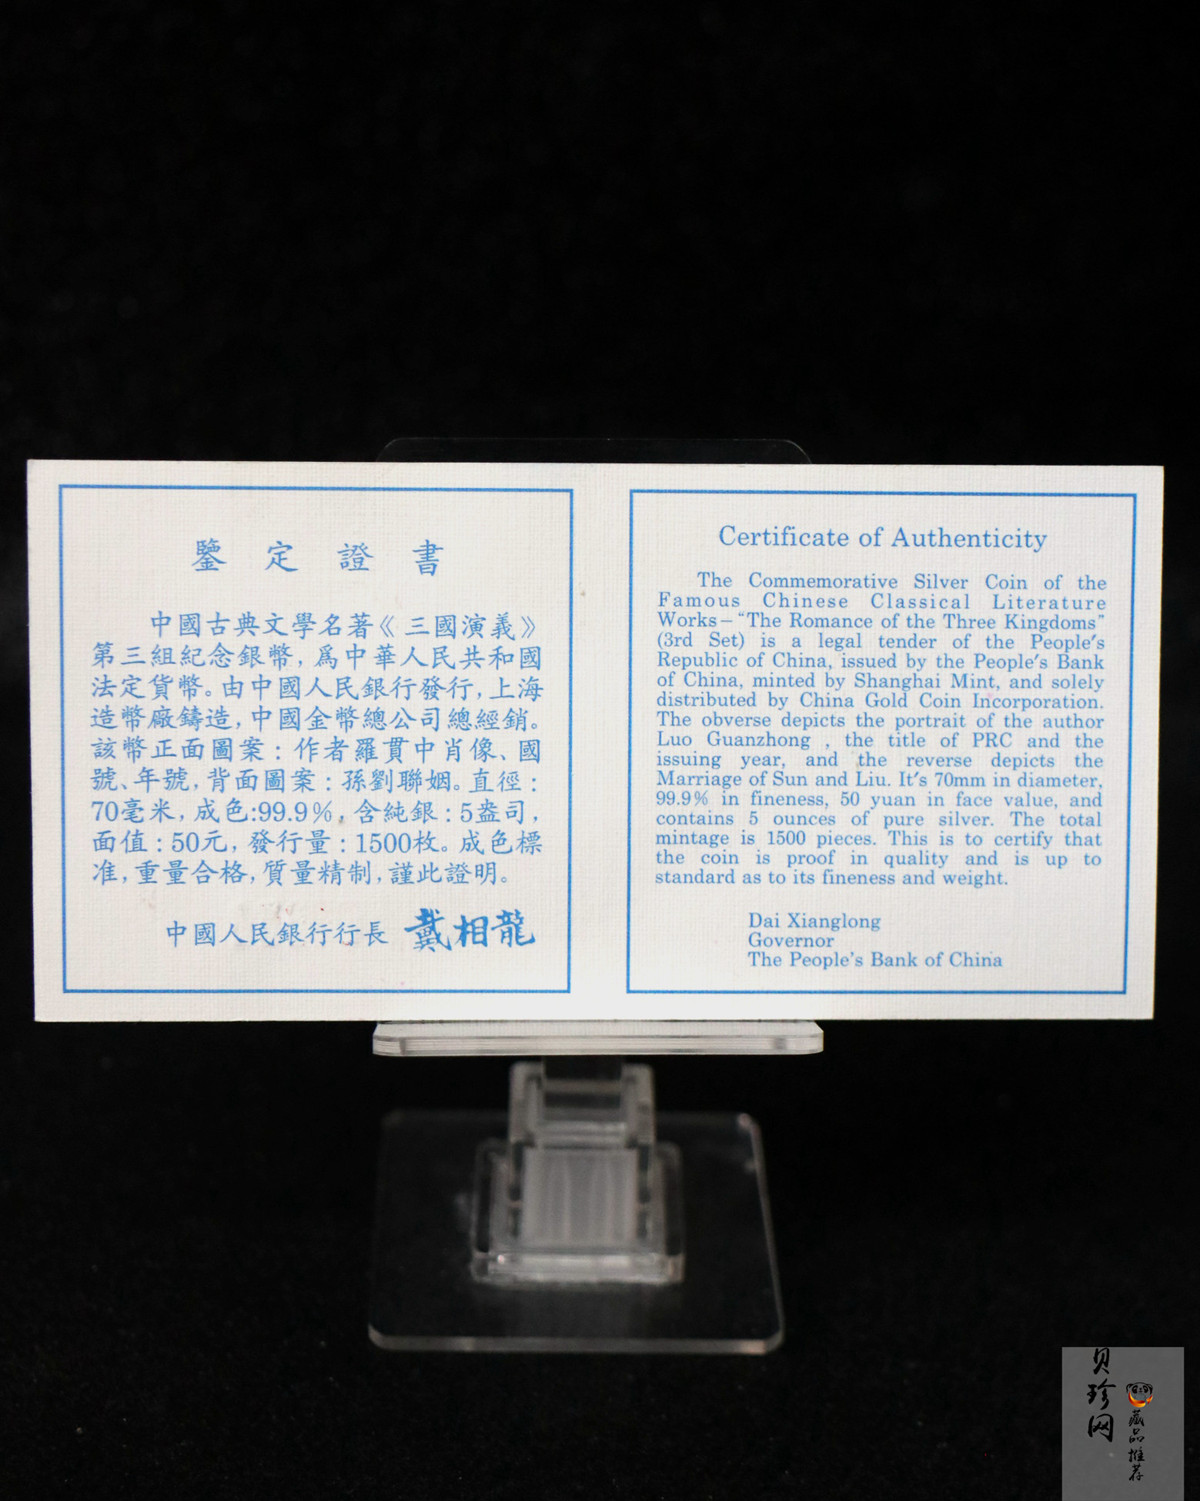 鑒定證書
中國古典文學名著《三國演義》
第三組紀念銀幣，爲中華人民共和國
法定貨幣。由中國人民銀行發行，上海
造幣廠鑄造，中國金幣總公司總經銷。
該幣正面圖案：作者羅貫中肖像、國
號、年號，背面圖案：孫劉聯姻。直徑：
70毫米，成色:99.9%，含純銀：5盎司，
面值：50元，發行量：1500枚。成色標
准，重量合格，質量精制，謹此證明。
中國人民銀行行長 戴相龍
Certificate of Authenticity
The Commemorative Silver Coin of the
Famous Chinese Classical Literature
Works－"The Romance of the Three Kingdoms"
(3rd Set) is a legal tender of the People's
Republic of China, issued by the People's Bank
of China, minted by Shanghai Mint, and solely
distributed by China Gold Coin Incorporation.
The obverse depicts the portrait of the author
Luo Guanzhong , the title of PRC and the
issuing year, and the reverse depicts the
Marriage of Sun and Liu. It's 70mm in diameter,
99.9% in fineness, 50 yuan in face value, and
contains 5 ounces of pure silver. The total
mintage is 1500 pieces. This is to certify that
the coin is proof in quality and is up to
standard as to its fineness and weight.
Dai Xianglong
Governor
The People's Bank of China
贝珍网
藏品推荐